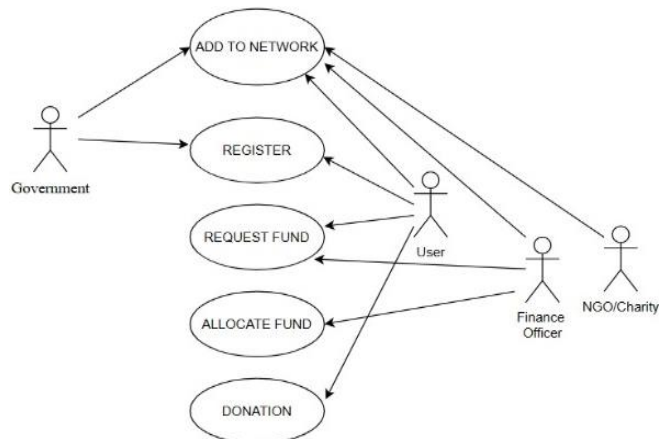 ADD TO NETWORK
REGISTER
Government
REQUEST FUND
User
ALLOCATE FUND
Finance
Officer
NGO/Charity
DONATION